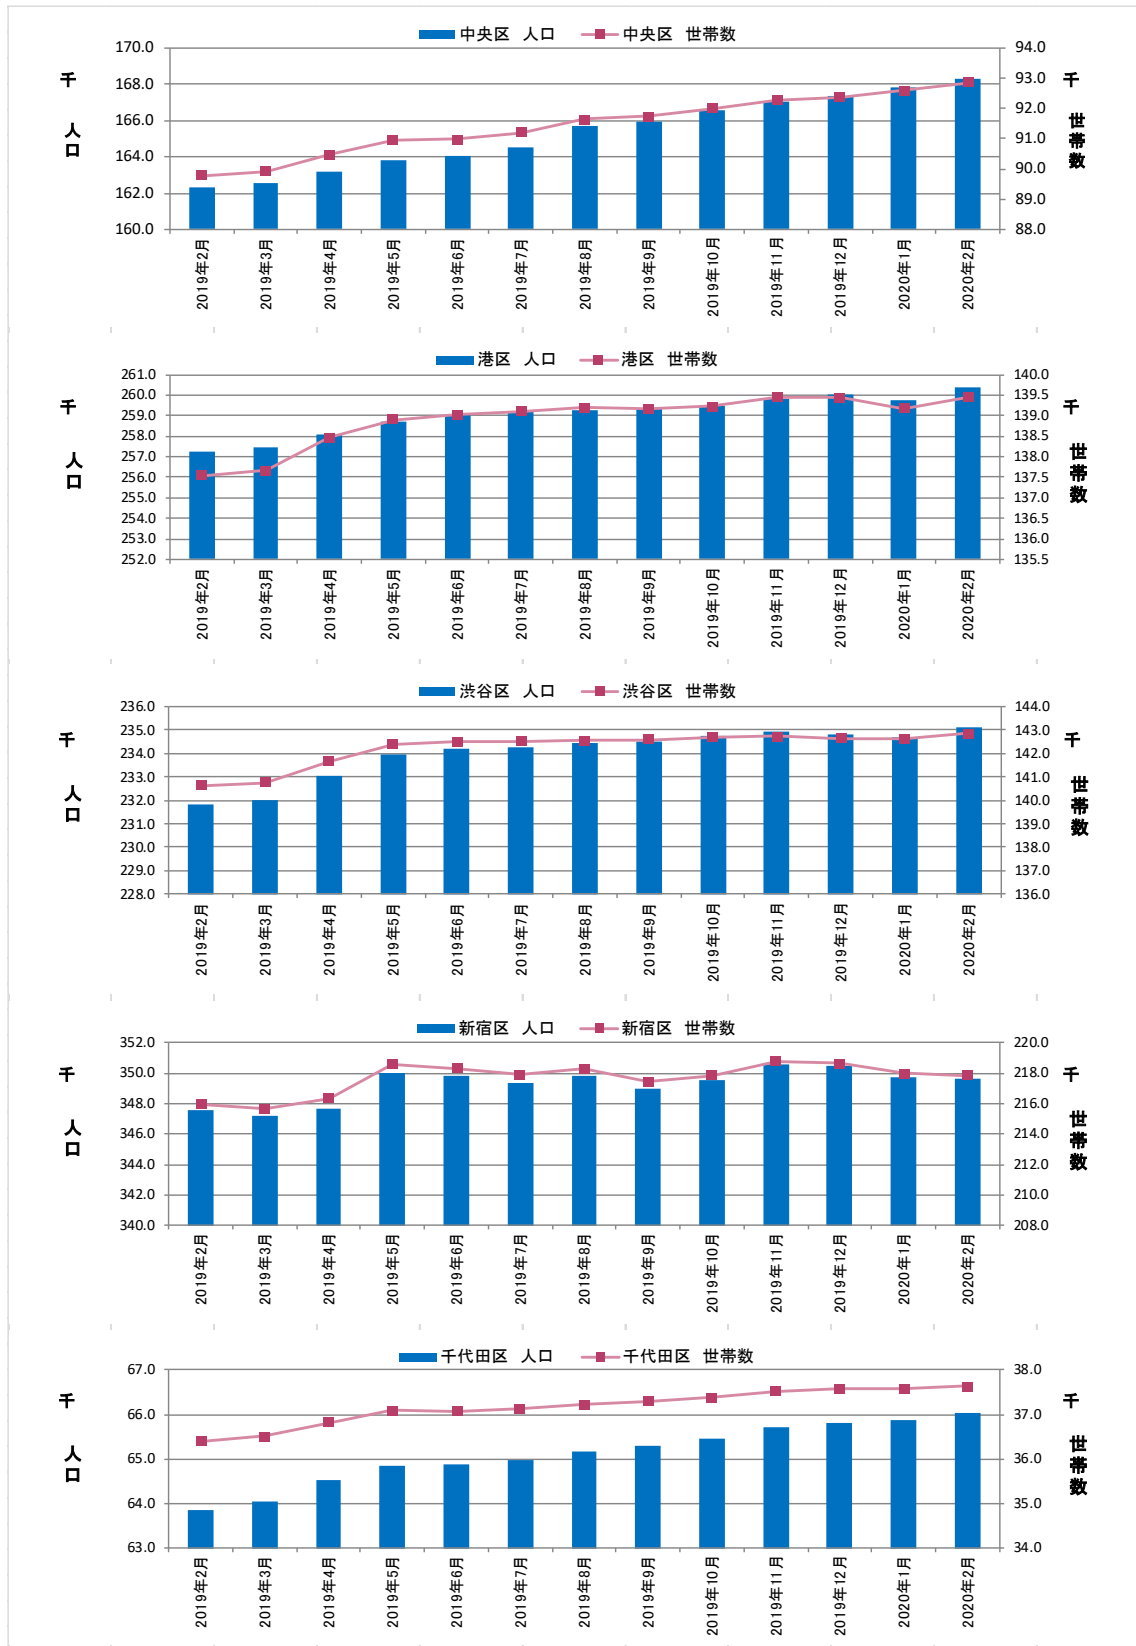 中央区 人口 中央区 世帯数
千 人口
170.0
168.0
166.0
164.0
162.0
160.0
94.0
93.0
92.0
91.0
90.0
89.0
88.0
千 世帯数
2019年2月
2019年3月
2019年4月
2019年5月
2019年6月
2019年7月
2019年8月
2019年9月
2019年10月
2019年11月
2019年12月
2020年1月
2020年2月
港区 人口 港区 世帯数
千 人口
261.0
260.0
259.0
258.0
257.0
256.0
255.0
254.0
253.0
252.0
140.0
139.5
139.0
138.5
138.0
137.5
137.0
136.5
136.0
135.5
千 世帯数
2019年2月
2019年3月
2019年4月
2019年5月
2019年6月
2019年7月
2019年8月
2019年9月
2019年10月
2019年11月
2019年12月
2020年1月
2020年2月
渋谷区 人口 渋谷区 世帯数
千 人口
236.0
235.0
234.0
233.0
232.0
231.0
230.0
229.0
228.0
144.0
143.0
142.0
141.0
140.0
139.0
138.0
137.0
136.0
千 世帯数
2019年2月
2019年3月
2019年4月
2019年5月
2019年6月
2019年7月
2019年8月
2019年9月
2019年10月
2019年11月
2019年12月
2020年1月
2020年2月
新宿区 人口 新宿区 世帯数
千 人口
352.0
350.0
348.0
346.0
344.0
342.0
340.0
220.0
218.0
216.0
214.0
212.0
210.0
208.0
千 世帯数
2019年2月
2019年3月
2019年4月
2019年5月
2019年6月
2019年7月
2019年8月
2019年9月
2019年10月
2019年11月
2019年12月
2020年1月
2020年2月
千代田区 人口 千代田区 世帯数
千 人口
67.0
66.0
65.0
64.0
63.0
38.0
37.0
36.0
35.0
34.0
千 世帯数
2019年2月
2019年3月
2019年4月
2019年5月
2019年6月
2019年7月
2019年8月
2019年9月
2019年10月
2019年11月
2019年12月
2020年1月
2020年2月